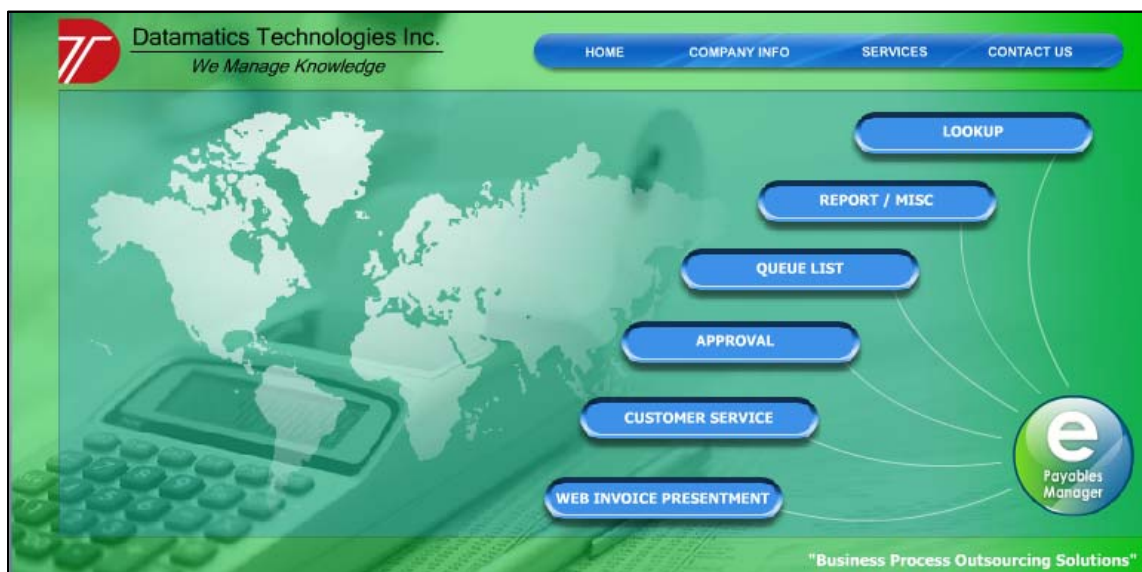 Datamatics Technologies Inc.
We Manage Knowledge
HOME COMPANY INFO SERVICES CONTACT US
LOOKUP
REPORT / MISC
QUEUE LIST
APPROVAL
CUSTOMER SERVICE
WEB INVOICE PRESENTMENT
e
Payables
Manager
"Business Process Outsourcing Solutions"